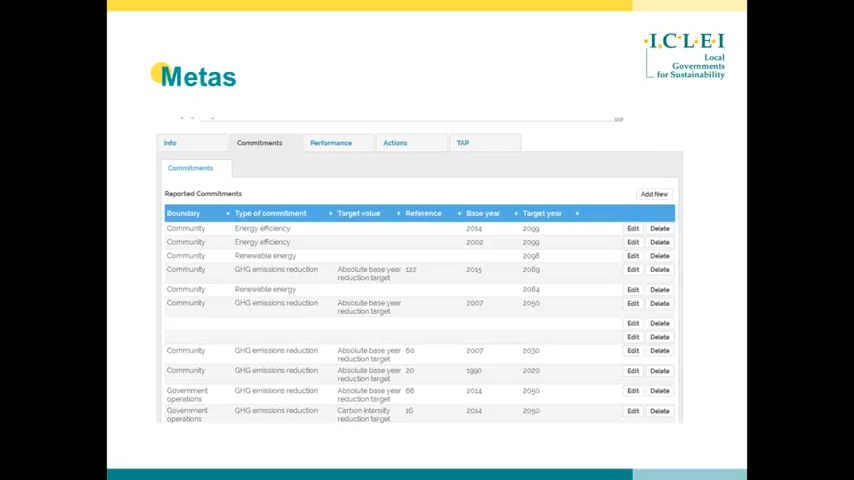 I.C.L.E.I
Local
Governments
for Sustainability
Metas
Info Commitments Performance Actions TAP
Commitments
Reported Commitments Add New
Boundary Type of commitment Target value Reference Base year Target year
Community Energy efficiency 2014 2099 Edit Delete
Community Energy efficiency 2002 2099 Edit Delete
Community Renewable energy 2098 Edit Delete
Community GHG emissions reduction Absolute base year 122 2015 2089 Edit Delete
reduction target
Community Renewable energy 2084 Edit Delete
Community GHG emissions reduction Absolute base year 2007 2050 Edit Delete
reduction target
Edit Delete
Edit Delete
Community GHG emissions reduction Absolute base year 60 2007 2030 Edit Delete
reduction target
Community GHG emissions reduction Absolute base year 20 1990 2020 Edit Delete
reduction target
Government GHG emissions reduction Absolute base year 66 2014 2050 Edit Delete
operations reduction target
Government GHG emissions reduction Carbon intensity 16 2014 2050 Edit Delete
operations reduction target